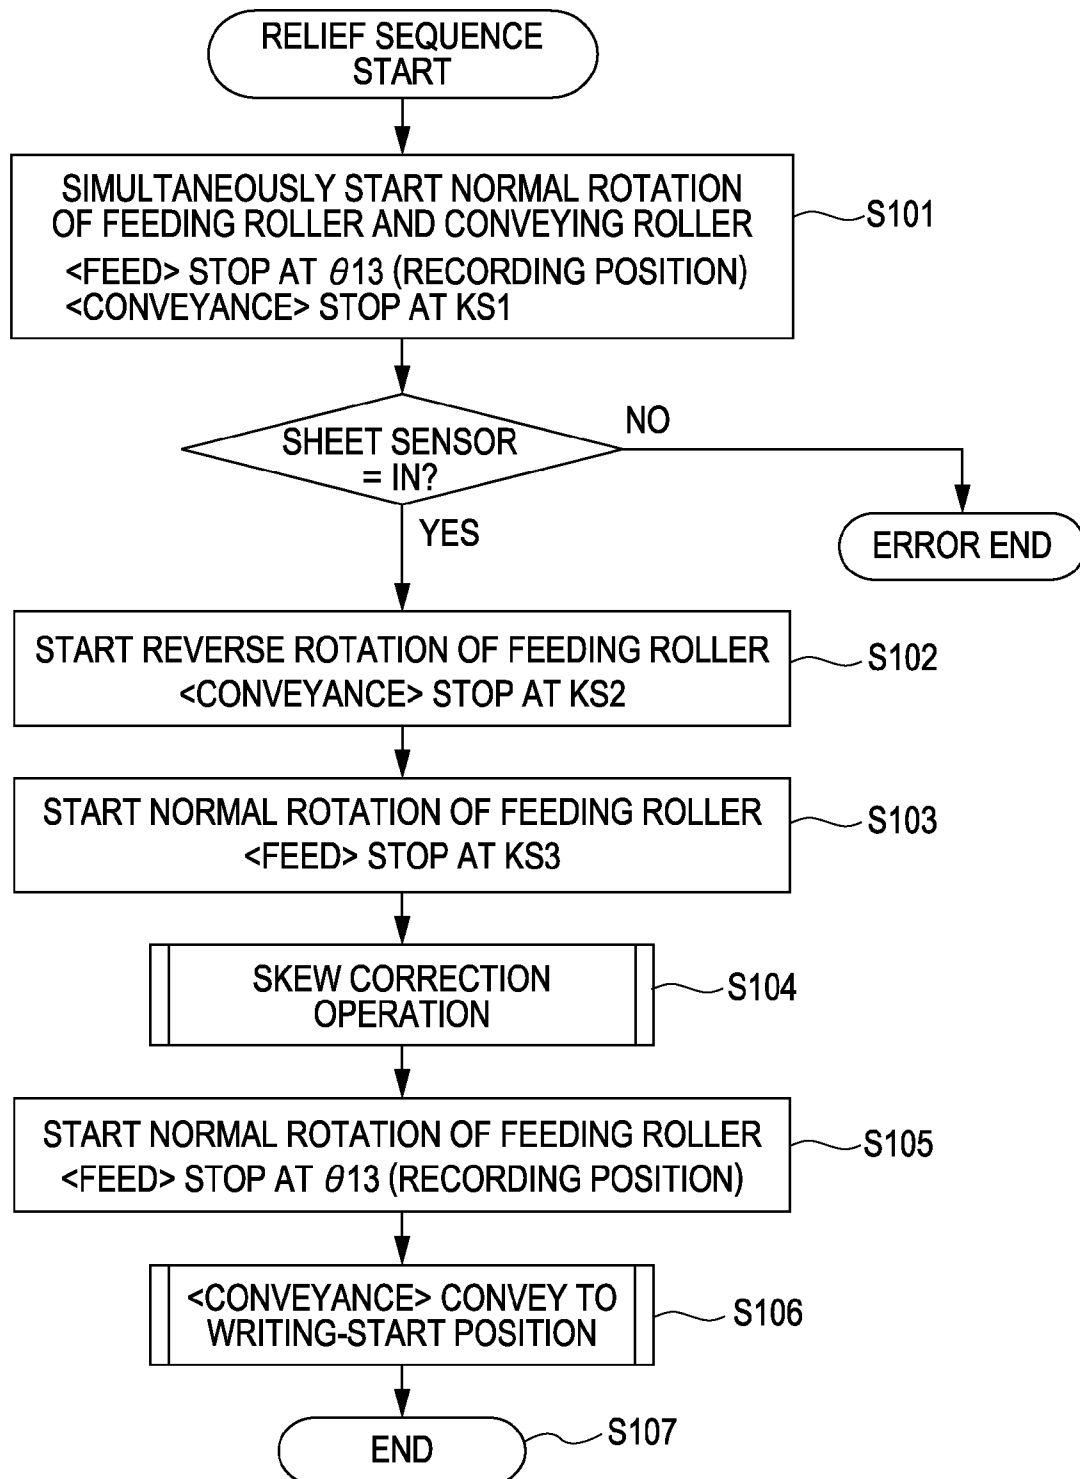 RELIEF SEQUENCE
START
SIMULTANEOUSLY START NORMAL ROTATION
OF FEEDING ROLLER AND CONVEYING ROLLER
<FEED> STOP AT θ13 (RECORDING POSITION)
<CONVEYANCE> STOP AT KS1
S101
SHEET SENSOR
= IN?
NO
YES
ERROR END
START REVERSE ROTATION OF FEEDING ROLLER
<CONVEYANCE> STOP AT KS2
S102
START NORMAL ROTATION OF FEEDING ROLLER
<FEED> STOP AT KS3
S103
SKEW CORRECTION
OPERATION
S104
START NORMAL ROTATION OF FEEDING ROLLER
<FEED> STOP AT θ13 (RECORDING POSITION)
S105
<CONVEYANCE> CONVEY TO
WRITING-START POSITION
S106
END
S107